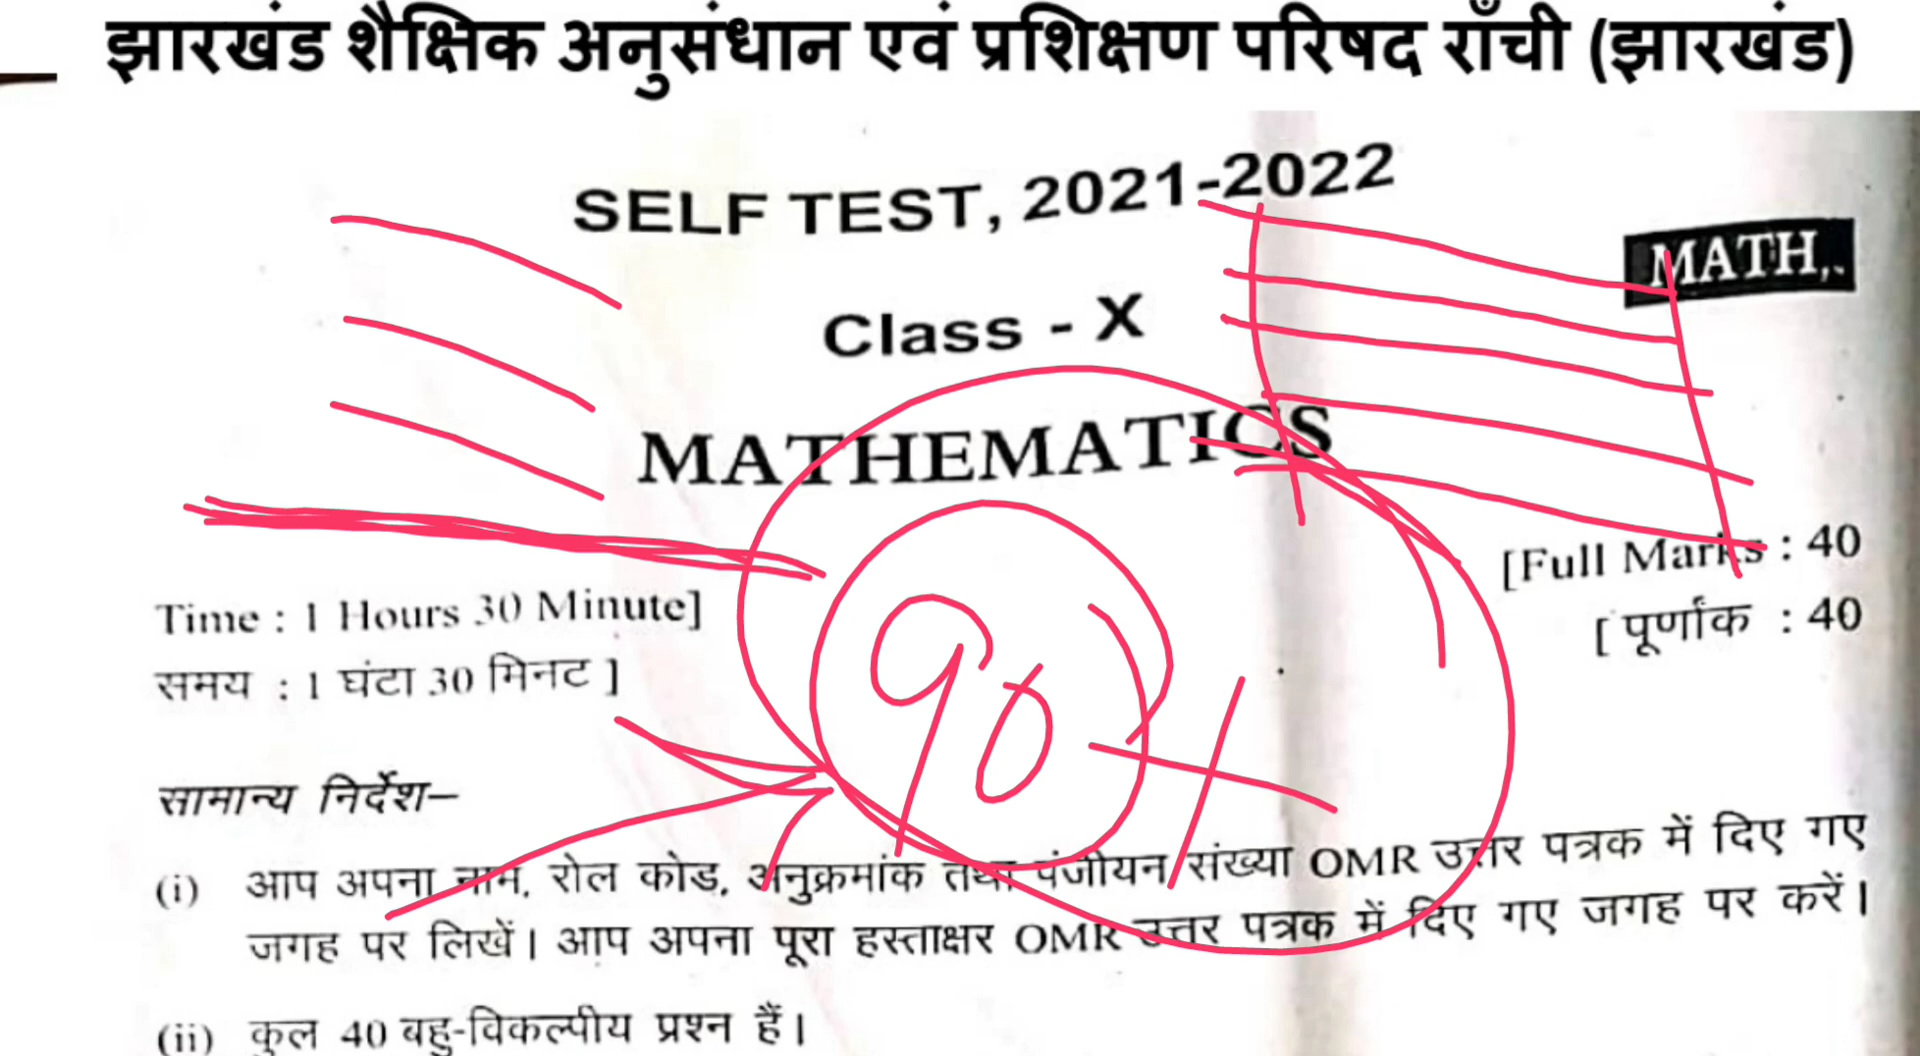 झारखंड शैक्षिक अनुसंधान एवं प्रशिक्षण परिषद राँची (झारखंड)
SELF TEST, 2021-2022
MATH.
Class - X
MATHEMATICS
[Full Marks : 40
Time : 1 Hours 30 Minute]
[ पूर्णांक : 40
समय : 1 घंटा 30 मिनट ]
90+
सामान्य निर्देश–
(i) आप अपना नाम, रोल कोड, अनुक्रमांक तथा पंजीयन संख्या OMR उत्तर पत्रक में दिए गए
जगह पर लिखें। आप अपना पूरा हस्ताक्षर OMR उत्तर पत्रक में दिए गए जगह पर करें।
(ii) कुल 40 बहु-विकल्पीय प्रश्न हैं।